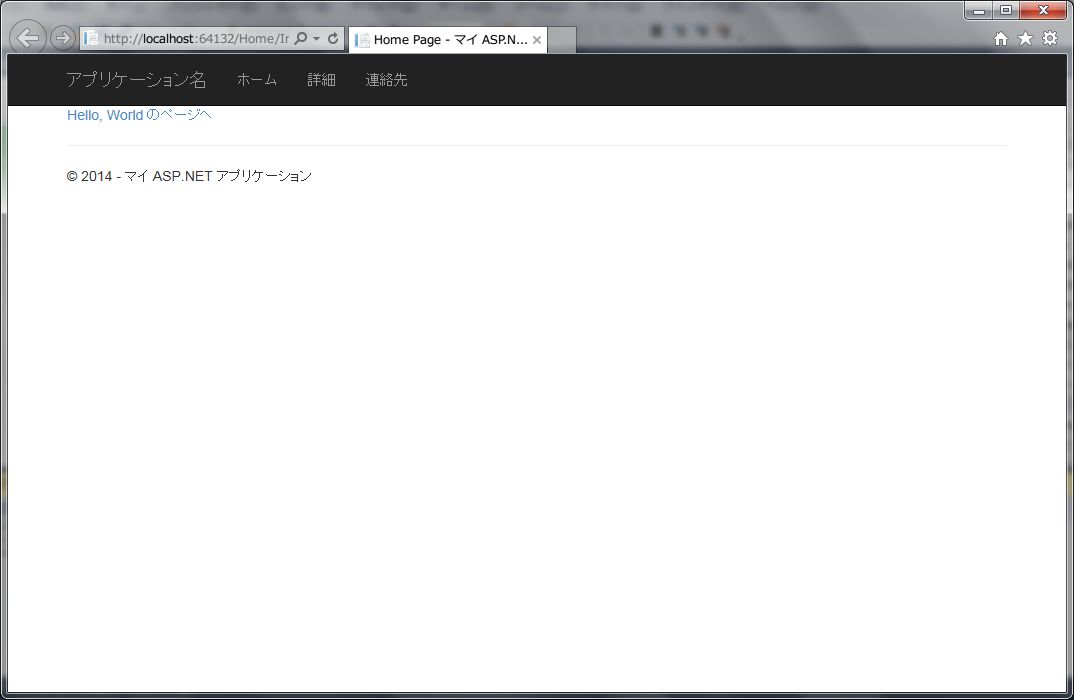 http://localhost:64132/Home/Ir
Home Page - マイ ASP.N...
アプリケーション名 ホーム 詳細 連絡先
Hello, World のページへ
© 2014 - マイ ASP.NET アプリケーション